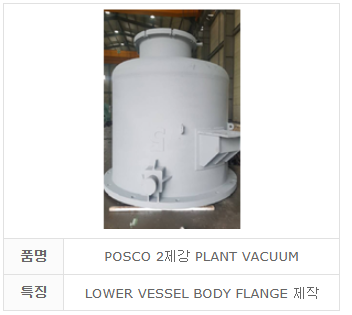 품명 POSCO 2제강 PLANT VACUUM
특징 LOWER VESSEL BODY FLANGE 제작